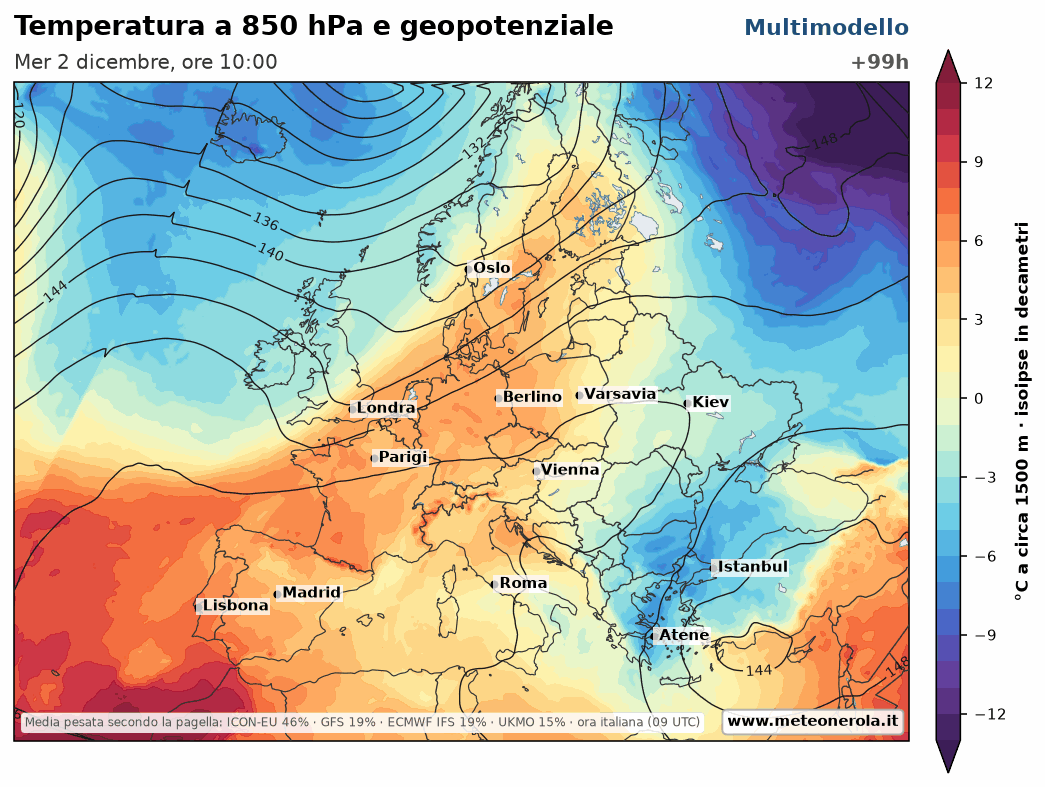 Temperatura a 850 hPa e geopotenziale
Multimodello
Mer 2 dicembre, ore 10:00
+99h
120
148
132
136
140
144
Oslo
Londra
Berlino
Varsavia
Kiev
Parigi
Vienna
Istanbul
Roma
Madrid
Lisbona
Atene
144
148
Media pesata secondo la pagella: ICON-EU 46% · GFS 19% · ECMWF IFS 19% · UKMO 15% · ora italiana (09 UTC)
www.meteonerola.it
12
9
6
3
0
−3
−6
−9
−12
°C a circa 1500 m · isoipse in decametri